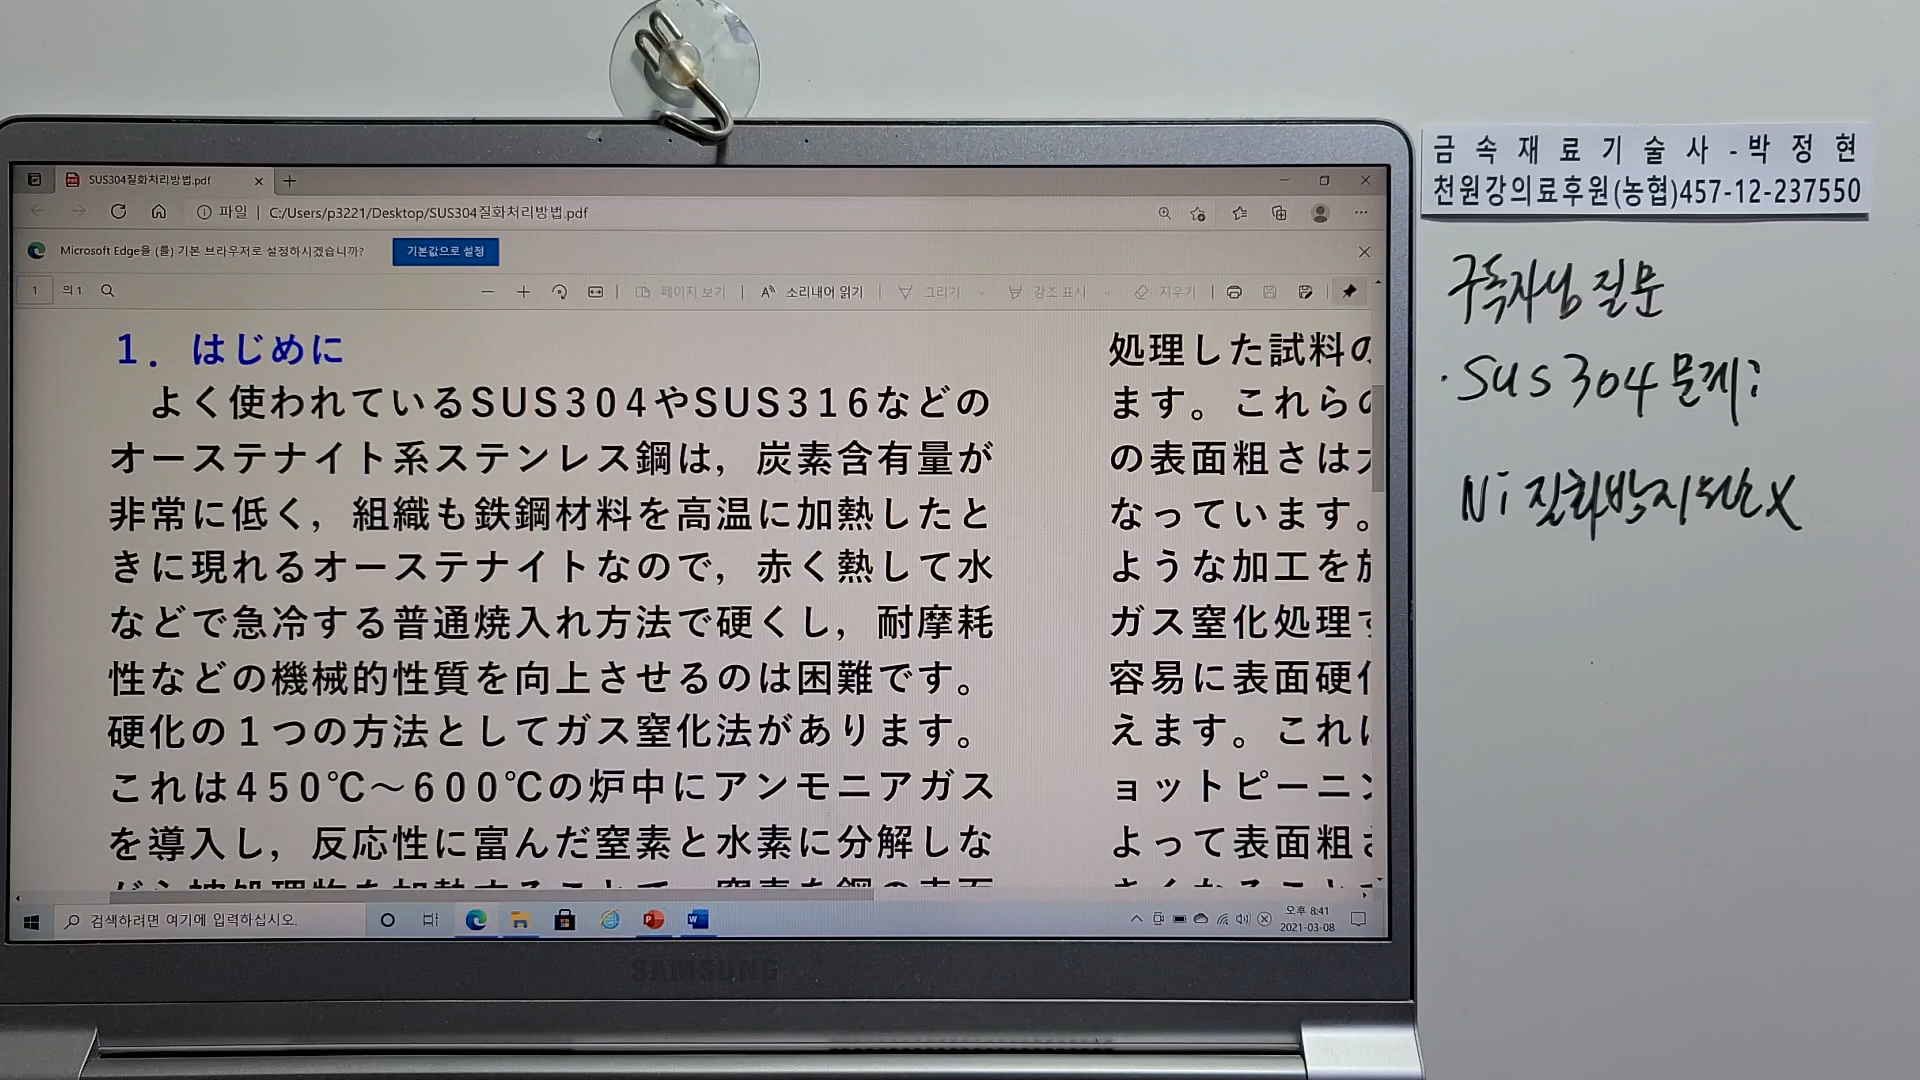 SUS304질화처리방법.pdf
파일 | C:/Users/p3221/Desktop/SUS304질화처리방법.pdf
Microsoft Edge을 (를) 기본 브라우저로 설정하시겠습니까? 기본값으로 설정
1 의 1 페이지 보기 소리내어 읽기 그리기 강조 표시 지우기
1. はじめに
よく使われているSUS304やSUS316などの
オーステナイト系ステンレス鋼は，炭素含有量が
非常に低く，組織も鉄鋼材料を高温に加熱したと
きに現れるオーステナイトなので，赤く熱して水
などで急冷する普通焼入れ方法で硬くし，耐摩耗
性などの機械的性質を向上させるのは困難です。
硬化の1つの方法としてガス窒化法があります。
これは450℃～600℃の炉中にアンモニアガス
を導入し，反応性に富んだ窒素と水素に分解しな
処理した試料の
ます。これらの
の表面粗さは
なっています。
ような加工を
ガス窒化処理
容易に表面硬
えます。これ
ョットピーニン
よって表面粗
검색하려면 여기에 입력하십시오.
오후 8:41
2021-03-08
SAMSUNG
금속재료기술사-박정현
천원강의료후원(농협)457-12-237550
구독자님 질문
·SUS 304 문제:
Ni 질화방지